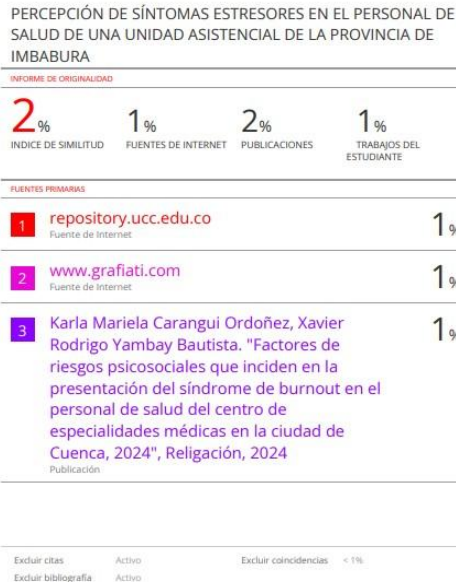 PERCEPCIÓN DE SÍNTOMAS ESTRESORES EN EL PERSONAL DE
SALUD DE UNA UNIDAD ASISTENCIAL DE LA PROVINCIA DE
IMBABURA
INFORME DE ORIGINALIDAD
2%
INDICE DE SIMILITUD
1%
FUENTES DE INTERNET
2%
PUBLICACIONES
1%
TRABAJOS DEL
ESTUDIANTE
FUENTES PRIMARIAS
1
repository.ucc.edu.co
Fuente de Internet
1%
2
www.grafiati.com
Fuente de Internet
1%
3
Karla Mariela Carangui Ordoñez, Xavier
Rodrigo Yambay Bautista. "Factores de
riesgos psicosociales que inciden en la
presentación del síndrome de burnout en el
personal de salud del centro de
especialidades médicas en la ciudad de
Cuenca, 2024", Religación, 2024
Publicación
1%
Excluir citas Activo Excluir coincidencias < 1%
Excluir bibliografía Activo